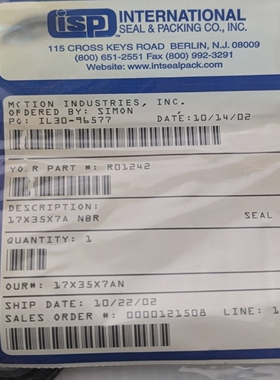 isp INTERNATIONAL
SEAL & PACKING CO., INC.
115 CROSS KEYS ROAD BERLIN, N.J. 08009
(800) 651-2551 Fax (800) 992-3291
Website: www.intsealpack.com
MOTION INDUSTRIES, INC.
ORDERED BY: SIMON
PO: IL30-96577 DATE:10/14/02
YOUR PART #: R01242
DESCRIPTION:
17X35X7A NBR SEAL
QUANTITY: 1
OUR#: 17X35X7AN
SHIP DATE: 10/22/02
SALES ORDER #: 0000121508 LINE: 1